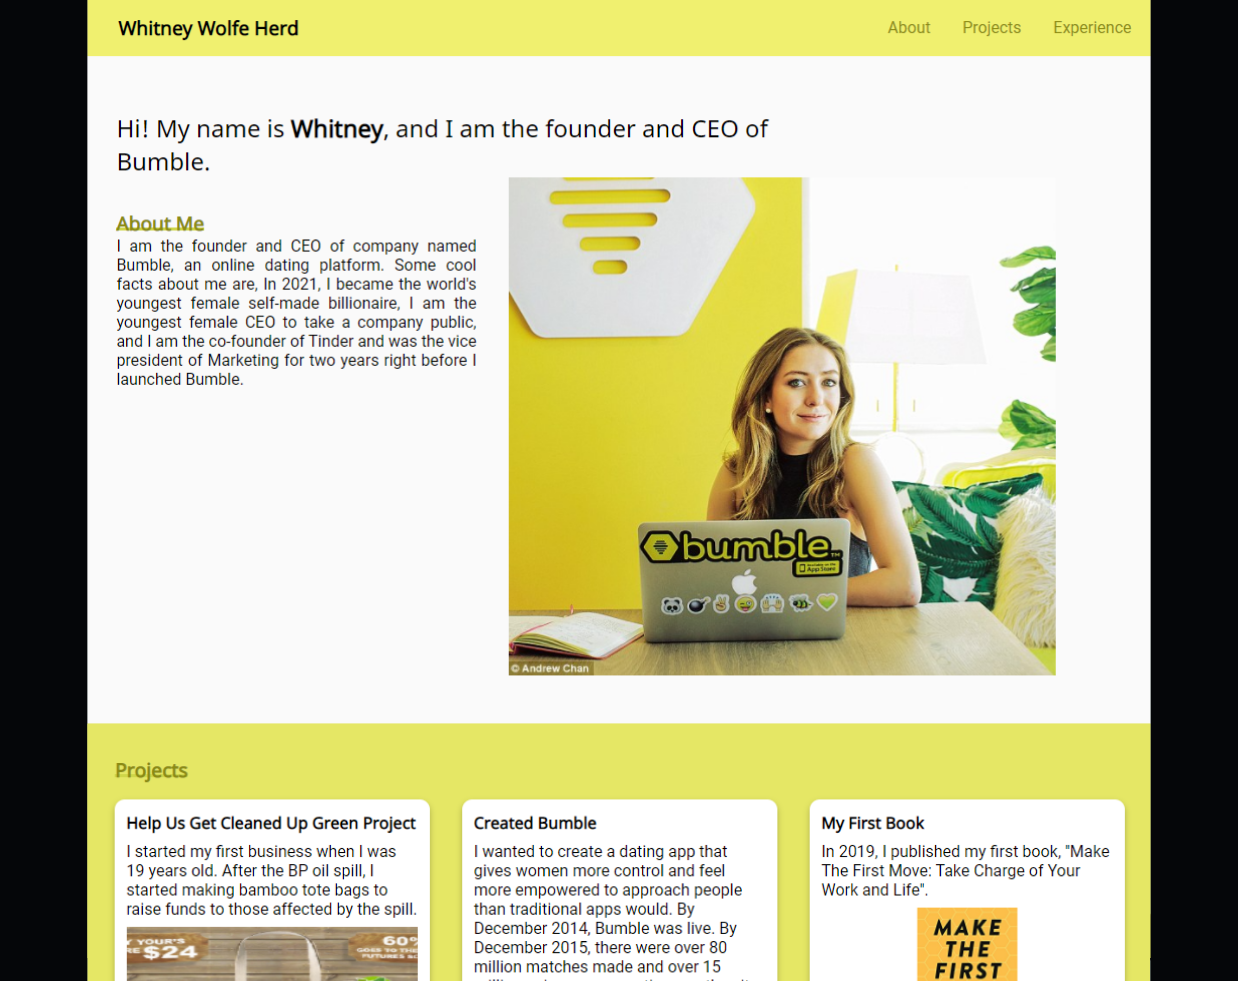 Whitney Wolfe Herd
About Projects Experience
Hi! My name is Whitney, and I am the founder and CEO of
Bumble.
About Me
I am the founder and CEO of company named
Bumble, an online dating platform. Some cool
facts about me are, In 2021, I became the world's
youngest female self-made billionaire, I am the
youngest female CEO to take a company public,
and I am the co-founder of Tinder and was the vice
president of Marketing for two years right before I
launched Bumble.
bumble
App Store
© Andrew Chan
Projects
Help Us Get Cleaned Up Green Project
I started my first business when I was
19 years old. After the BP oil spill, I
started making bamboo tote bags to
raise funds to those affected by the spill.
$24
60%
Created Bumble
I wanted to create a dating app that
gives women more control and feel
more empowered to approach people
than traditional apps would. By
December 2014, Bumble was live. By
December 2015, there were over 80
million matches made and over 15
My First Book
In 2019, I published my first book, "Make
The First Move: Take Charge of Your
Work and Life".
MAKE
THE
FIRST